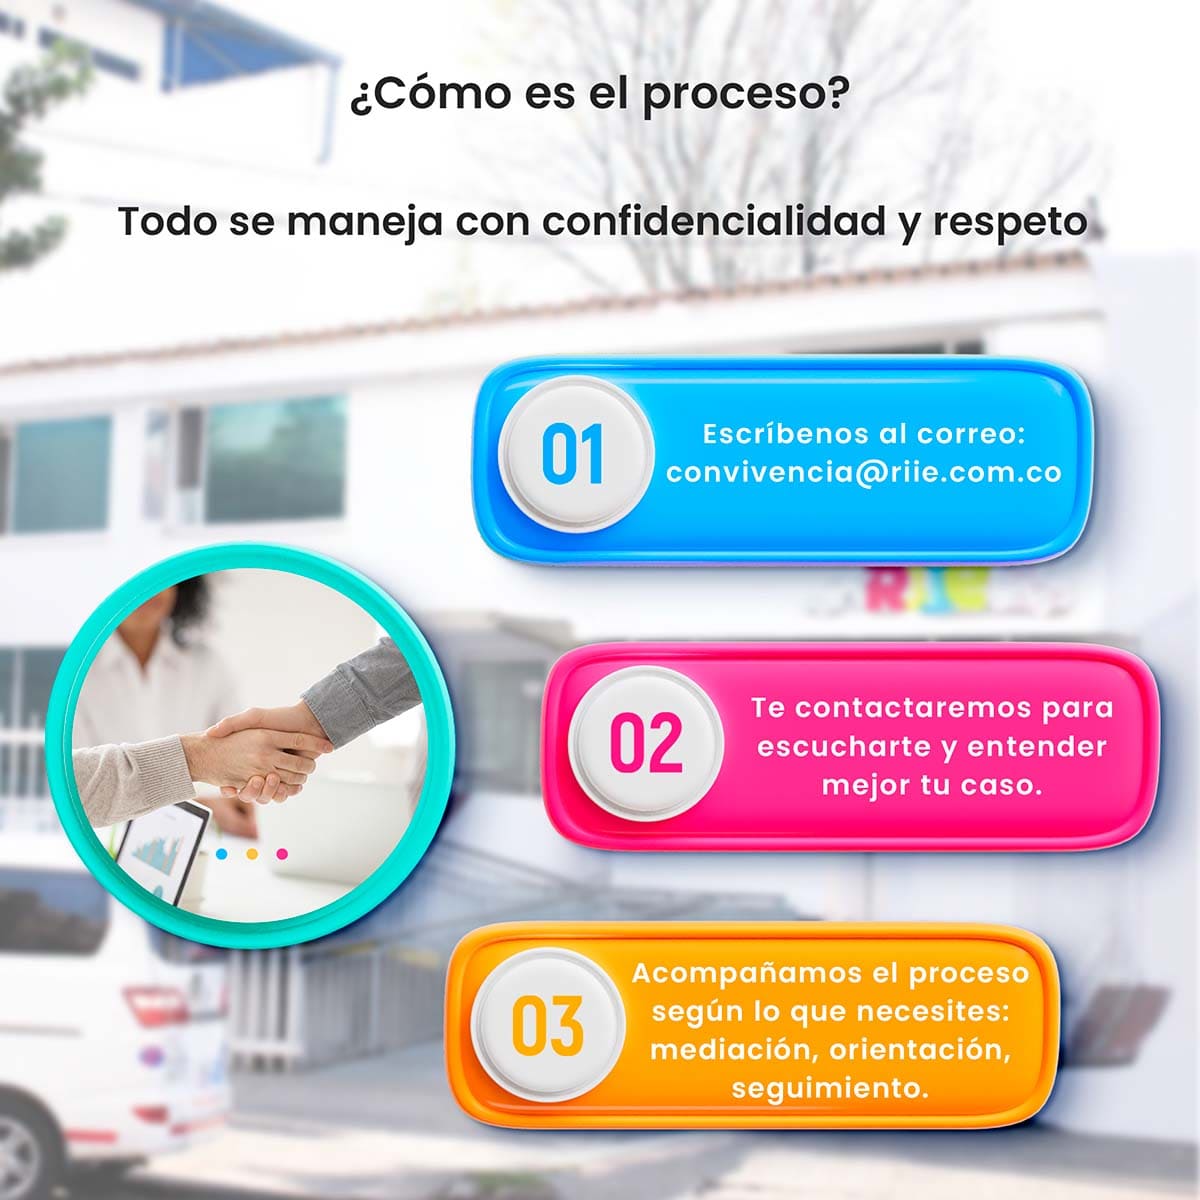 ¿Cómo es el proceso?
Todo se maneja con confidencialidad y respeto
01
Escríbenos al correo:
convivencia@riie.com.co
RIE
02
Te contactaremos para
escucharte y entender
mejor tu caso.
03
Acompañamos el proceso
según lo que necesites:
mediación, orientación,
seguimiento.